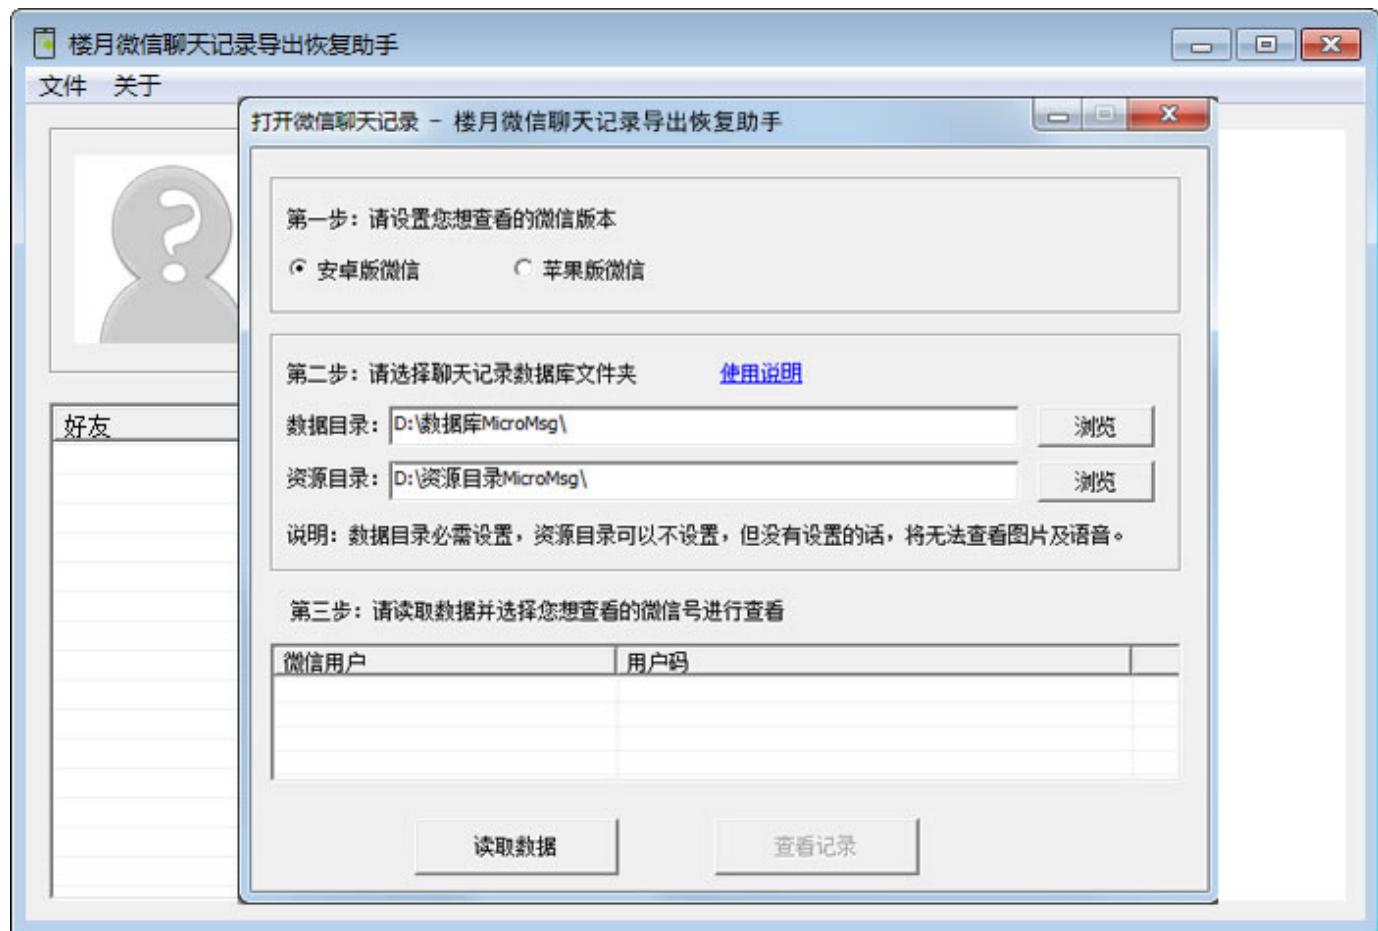 楼月微信聊天记录导出恢复助手
文件 关于
打开微信聊天记录 - 楼月微信聊天记录导出恢复助手
第一步：请设置您想查看的微信版本
安卓版微信 苹果版微信
第二步：请选择聊天记录数据库文件夹 使用说明
好友
数据目录：D:\数据库MicroMsg\ 浏览
资源目录：D:\资源目录MicroMsg\ 浏览
说明：数据目录必需设置，资源目录可以不设置，但没有设置的话，将无法查看图片及语音。
第三步：请读取数据并选择您想查看的微信号进行查看
微信用户 用户码
读取数据 查看记录